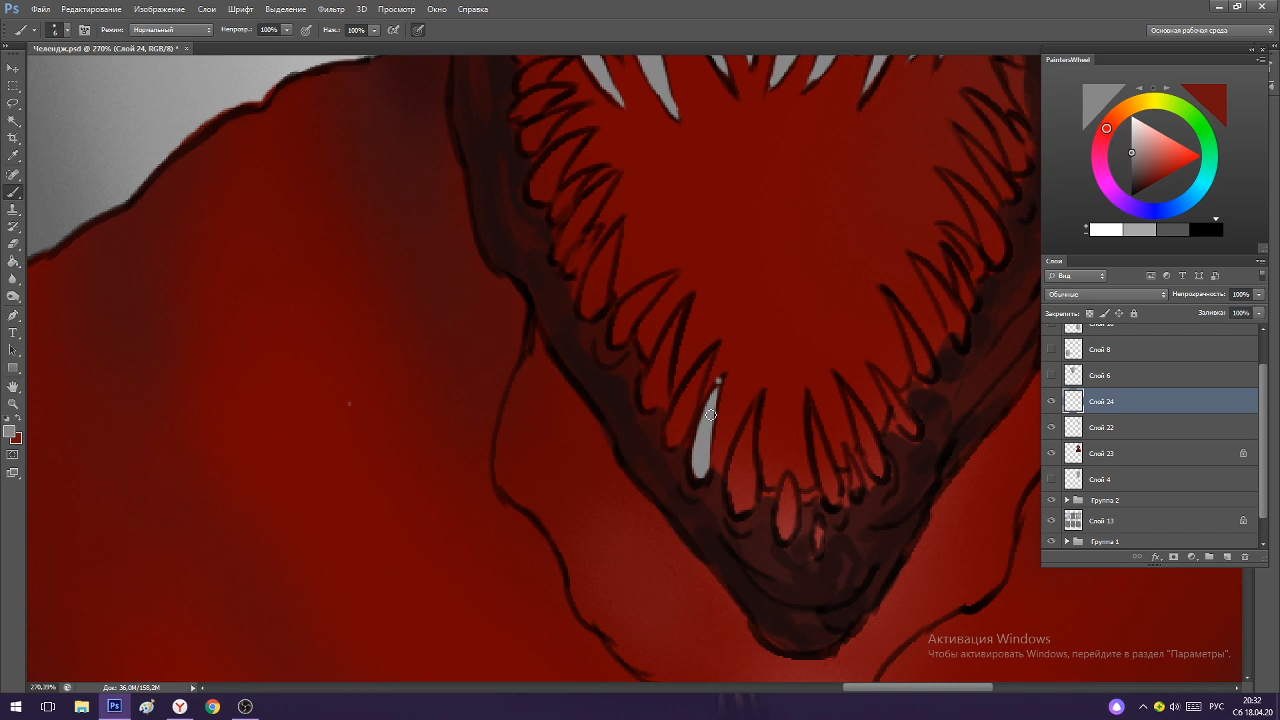 Ps Файл Редактирование Изображение Слои Шрифт Выделение Фильтр 3D Просмотр Окно Справка
6 Режим: Нормальный Непрозр.: 100% Наж.: 100% Основная рабочая среда
Челендж.psd @ 270% (Слой 24, RGB/8) * ×
PaintersWheel
Слои
Вид
Обычные Непрозрачность: 100%
Закрепить: Заливка: 100%
Слой 8
Слой 6
Слой 24
Слой 22
Слой 23
Слой 4
Группа 2
Слой 13
Группа 1
Активация Windows
Чтобы активировать Windows, перейдите в раздел "Параметры".
270,39% Док: 36,0M/158,2M
Ps РУС 20:32
Сб 18.04.20